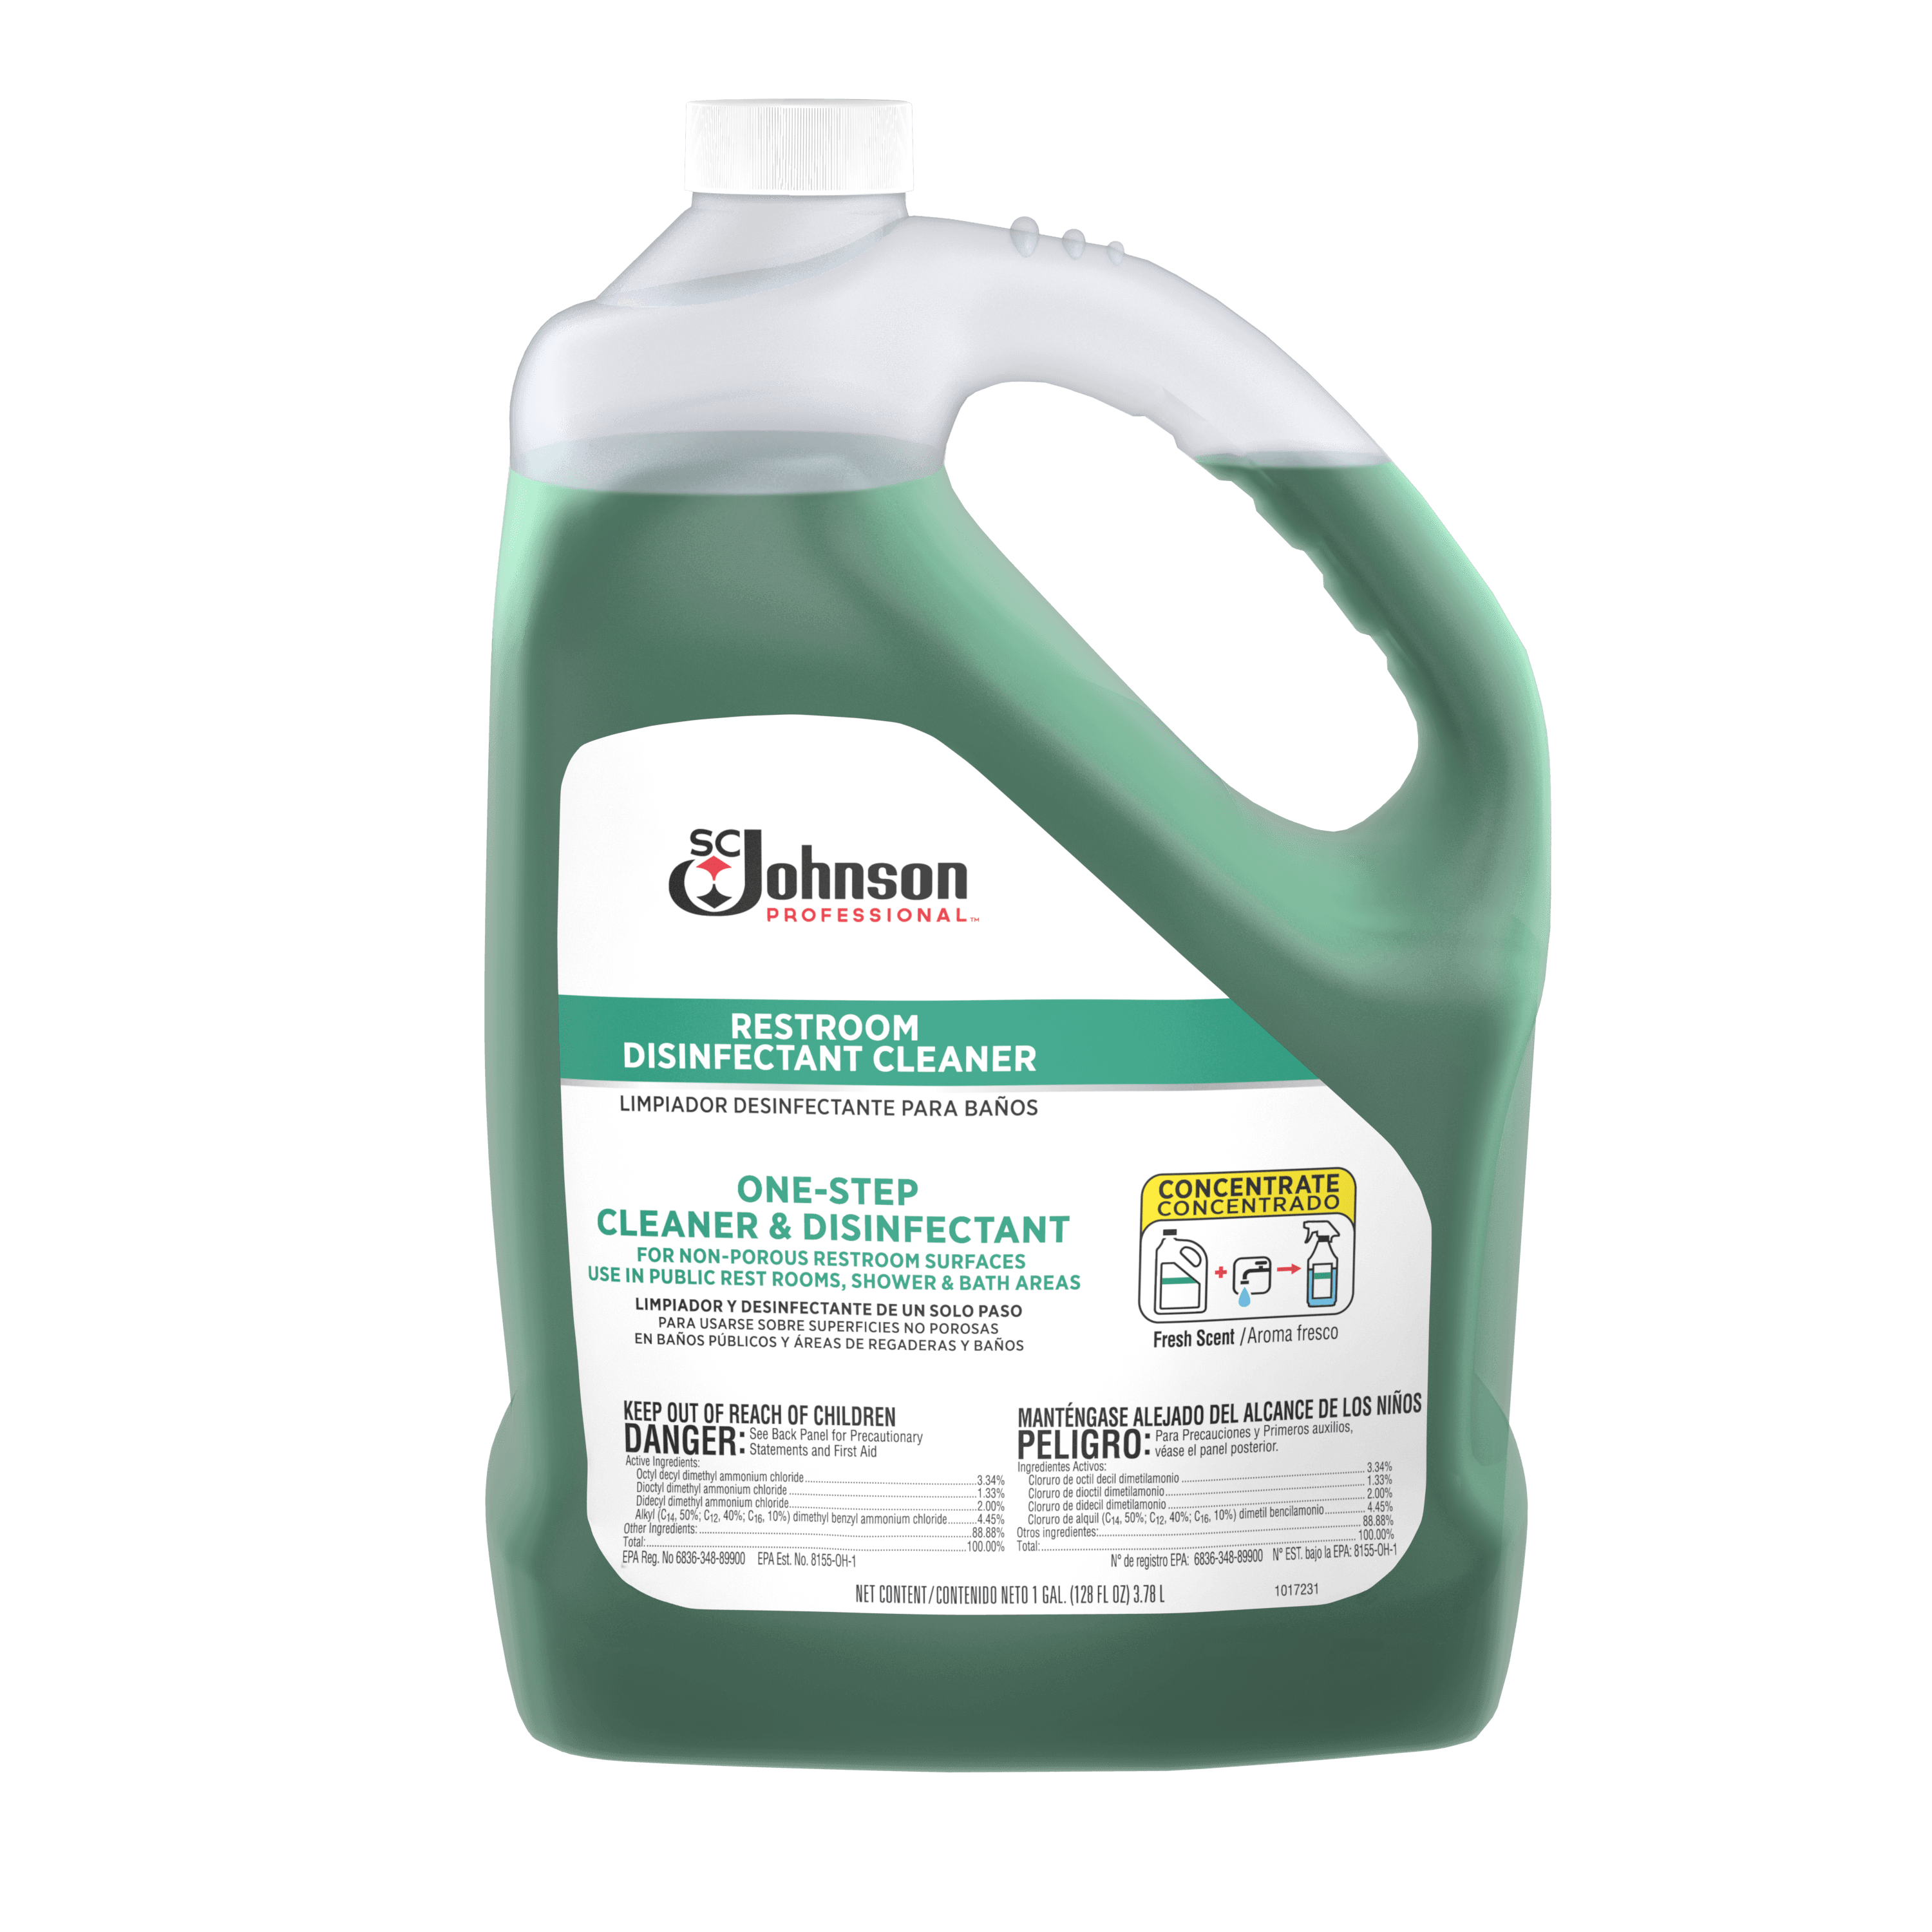 SC Johnson
PROFESSIONAL™
RESTROOM
DISINFECTANT CLEANER
LIMPIADOR DESINFECTANTE PARA BAÑOS
ONE-STEP
CLEANER & DISINFECTANT
FOR NON-POROUS RESTROOM SURFACES
USE IN PUBLIC REST ROOMS, SHOWER & BATH AREAS
LIMPIADOR Y DESINFECTANTE DE UN SOLO PASO
PARA USARSE SOBRE SUPERFICIES NO POROSAS
EN BAÑOS PÚBLICOS Y ÁREAS DE REGADERAS Y BAÑOS
CONCENTRATE
CONCENTRADO
Fresh Scent / Aroma fresco
KEEP OUT OF REACH OF CHILDREN
DANGER: See Back Panel for Precautionary
Statements and First Aid
Active Ingredients:
Octyl decyl dimethyl ammonium chloride 3.34%
Dioctyl dimethyl ammonium chloride 1.33%
Didecyl dimethyl ammonium chloride 2.00%
Alkyl (C14, 50%; C12, 40%; C16, 10%) dimethyl benzyl ammonium chloride 4.45%
Other Ingredients: 88.88%
Total: 100.00%
EPA Reg. No 6836-348-89900 EPA Est. No. 8155-OH-1
MANTÉNGASE ALEJADO DEL ALCANCE DE LOS NIÑOS
PELIGRO: Para Precauciones y Primeros auxilios,
véase el panel posterior.
Ingredientes Activos:
Cloruro de octil decil dimetilamonio 3.34%
Cloruro de dioctil dimetilamonio 1.33%
Cloruro de didecil dimetilamonio 2.00%
Cloruro de alquil (C14, 50%; C12, 40%; C16, 10%) dimetil bencilamonio 4.45%
Otros ingredientes: 88.88%
Total: 100.00%
N° de registro EPA: 6836-348-89900 N° EST. bajo la EPA: 8155-OH-1
NET CONTENT/CONTENIDO NETO 1 GAL. (128 FL OZ) 3.78 L
1017231